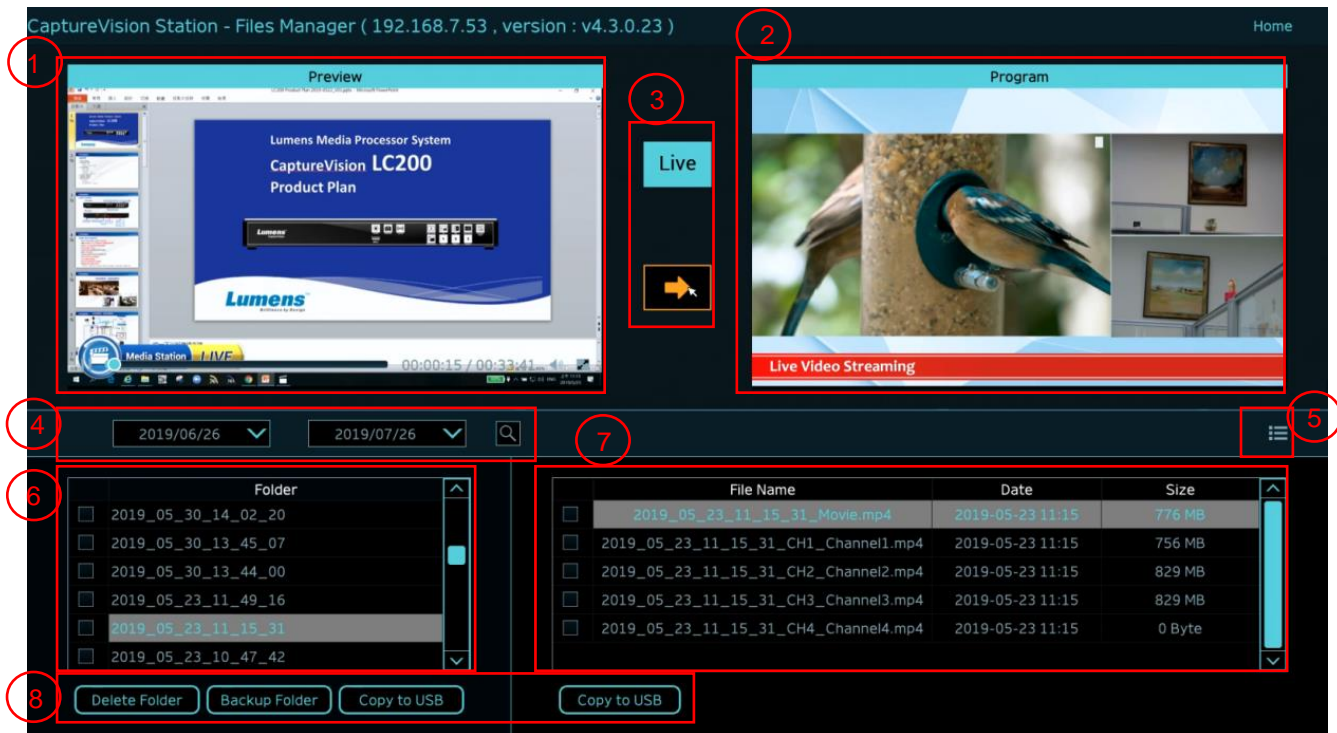 CaptureVision Station - Files Manager ( 192.168.7.53 , version : v4.3.0.23 )
Home
1
2
3
Preview
Program
Lumens Media Processor System
CaptureVision LC200
Product Plan
Lumens
Lumens
Brilliance by Design
Media Station LIVE
00:00:15 / 00:33:41
Live
Live Video Streaming
4
2019/06/26
2019/07/26
5
6
7
Folder
2019_05_30_14_02_20
2019_05_30_13_45_07
2019_05_30_13_44_00
2019_05_23_11_49_16
2019_05_23_11_15_31
2019_05_23_10_47_42
File Name Date Size
2019_05_23_11_15_31_Movie.mp4 2019-05-23 11:15 776 MB
2019_05_23_11_15_31_CH1_Channel1.mp4 2019-05-23 11:15 756 MB
2019_05_23_11_15_31_CH2_Channel2.mp4 2019-05-23 11:15 829 MB
2019_05_23_11_15_31_CH3_Channel3.mp4 2019-05-23 11:15 829 MB
2019_05_23_11_15_31_CH4_Channel4.mp4 2019-05-23 11:15 0 Byte
8
Delete Folder
Backup Folder
Copy to USB
Copy to USB